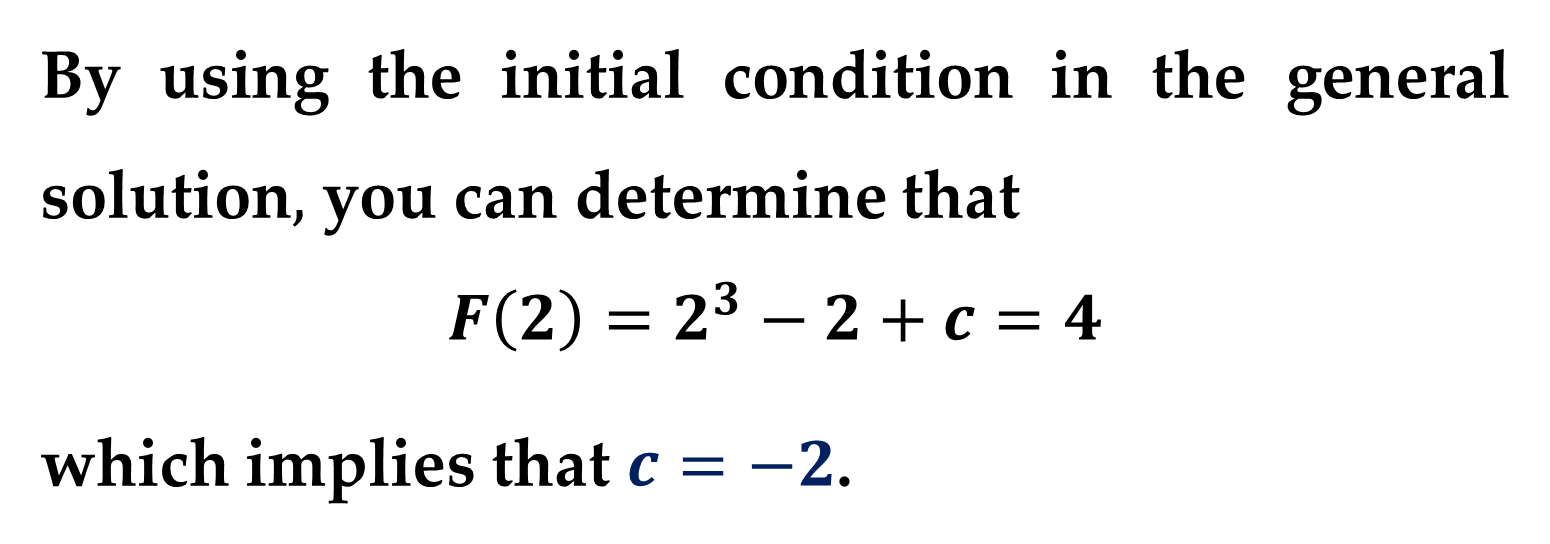 By using the initial condition in the general
solution, you can determine that
F(2) = 2³ − 2 + c = 4
which implies that c = −2.